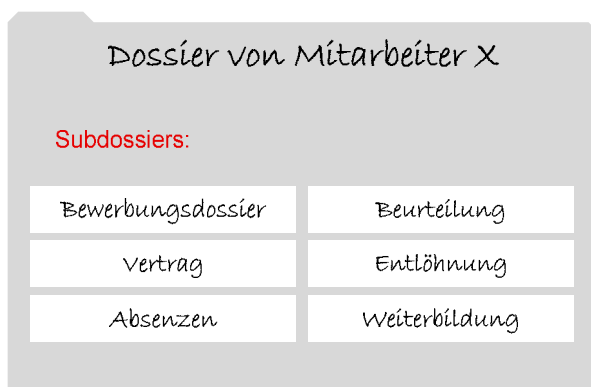 Dossier von Mitarbeiter X
Subdossiers:
Bewerbungsdossier Beurteilung
Vertrag Entlöhnung
Absenzen Weiterbildung